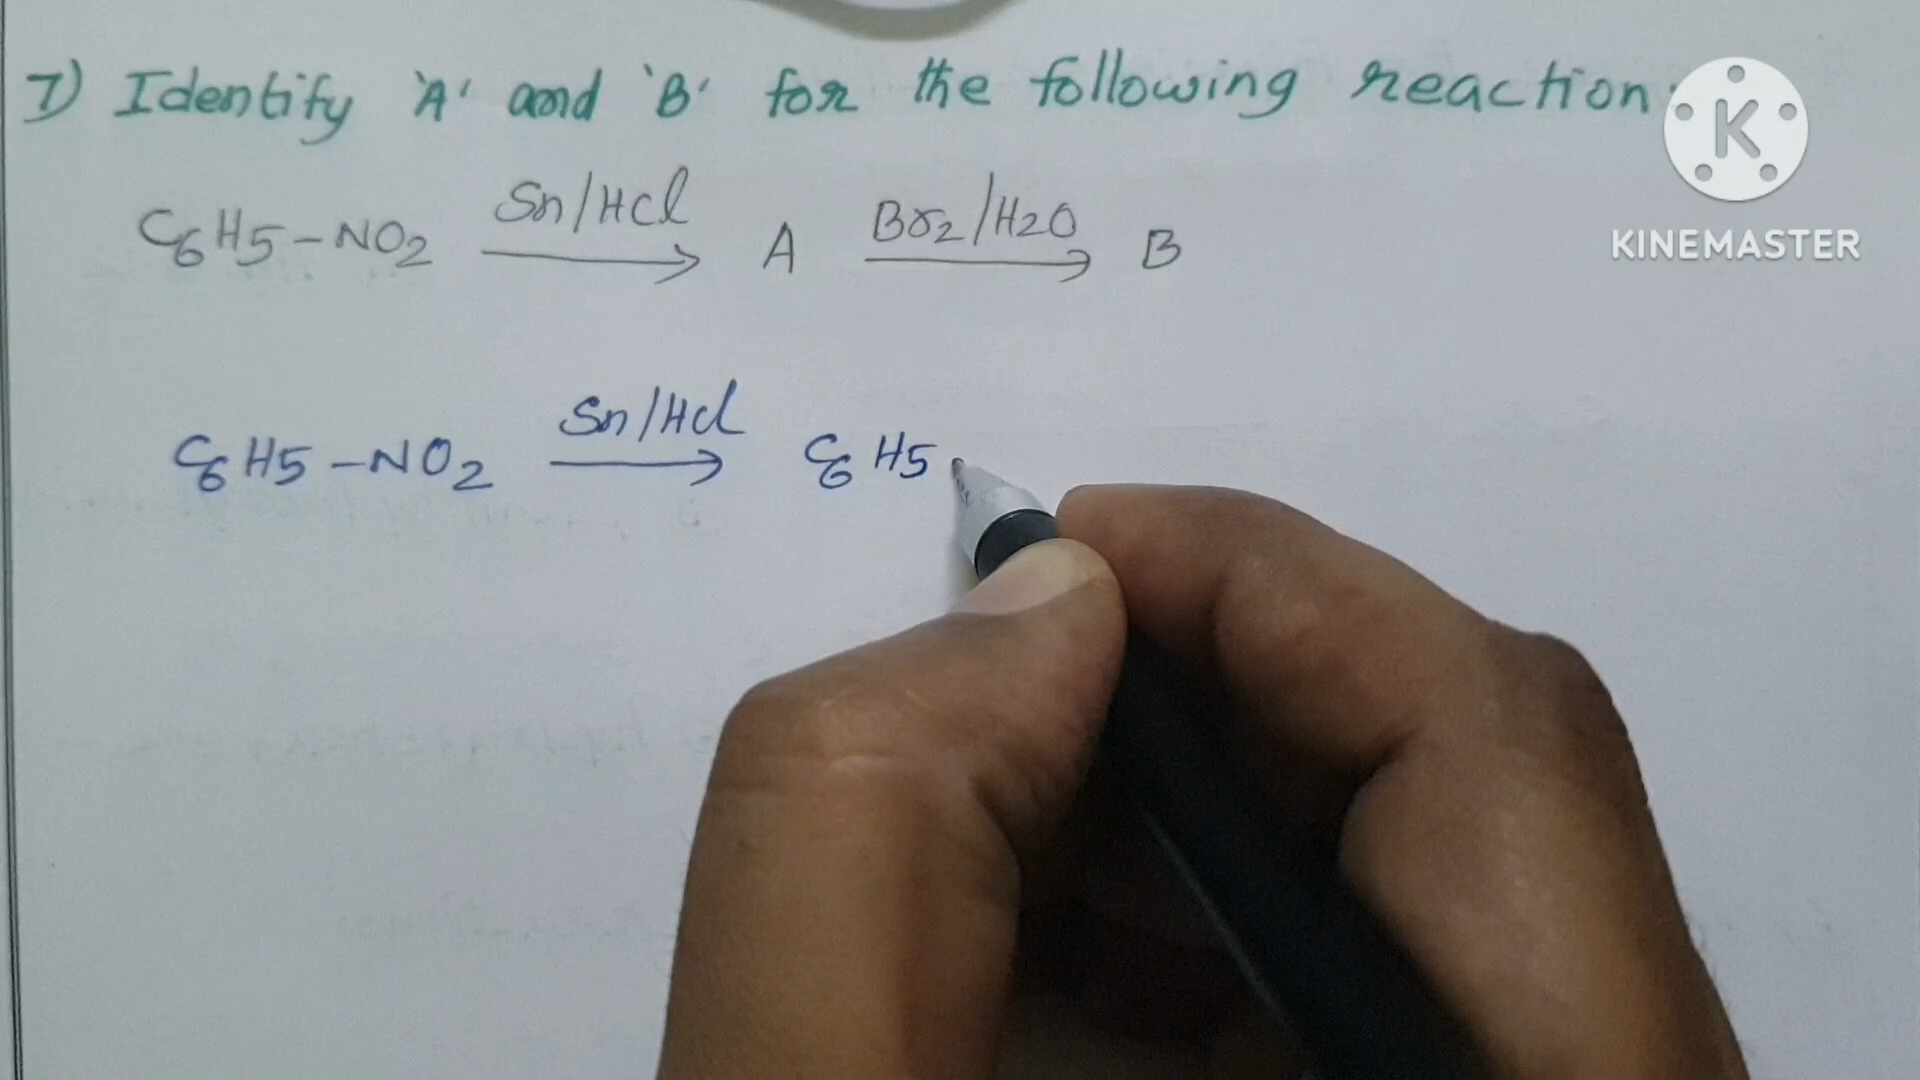 7) Identify 'A' and 'B' for the following reaction:
C6H5-NO2 Sn/HCl → A Br2/H2O → B
C6H5-NO2 Sn/HCl → C6H5
K
KINEMASTER